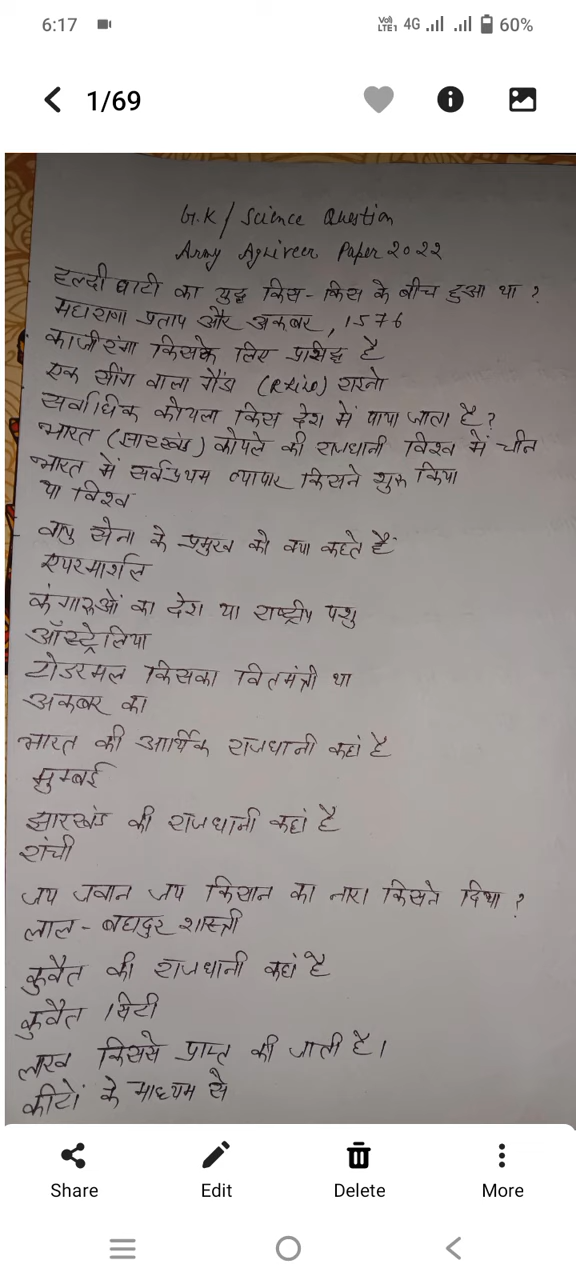 6:17
Vo)) LTE1 4G 60%
1/69
G.K / Science Question
Army Agniveer Paper 2022
हल्दी घाटी का युद्ध किस - किस के बीच हुआ था ?
महाराणा प्रताप और अकबर, 1576
काजीरंगा किसके लिए प्रसिद्ध है
एक सींग वाला गैंडा
सर्वाधिक कोयला किस देश में पाया जाता है ?
भारत (झारखंड) कोयले की राजधानी विश्व में चीन
भारत में सर्वप्रथम व्यापार किसने शुरू किया
या विश्व
वायु सेना के प्रमुख को क्या कहते हैं
एयरमार्शल
कंगारूओं का देश या राष्ट्रीय पशु
ऑस्ट्रेलिया
टोडरमल किसका वितमंत्री था
अकबर का
भारत की आर्थिक राजधानी कहां है
मुम्बई
झारखंड की राजधानी कहां है
रांची
जय जवान जय किसान का नारा किसने दिया ?
लाल - बहादुर शास्त्री
कुवैत की राजधानी कहां है
कुवैत सिटी
लाख किससे प्राप्त की जाती है।
कीटों के माध्यम से
Share Edit Delete More